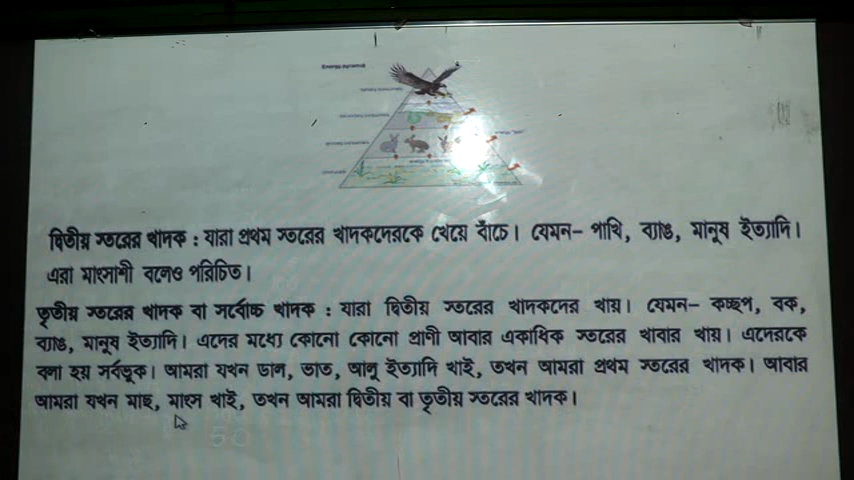 Energy pyramid
দ্বিতীয় স্তরের খাদক : যারা প্রথম স্তরের খাদকদেরকে খেয়ে বাঁচে। যেমন- পাখি, ব্যাঙ, মানুষ ইত্যাদি।
এরা মাংসাশী বলেও পরিচিত।
তৃতীয় স্তরের খাদক বা সর্বোচ্চ খাদক : যারা দ্বিতীয় স্তরের খাদকদের খায়। যেমন- কচ্ছপ, বক,
ব্যাঙ, মানুষ ইত্যাদি। এদের মধ্যে কোনো কোনো প্রাণী আবার একাধিক স্তরের খাবার খায়। এদেরকে
বলা হয় সর্বভুক। আমরা যখন ডাল, ভাত, আলু ইত্যাদি খাই, তখন আমরা প্রথম স্তরের খাদক। আবার
আমরা যখন মাছ, মাংস খাই, তখন আমরা দ্বিতীয় বা তৃতীয় স্তরের খাদক।